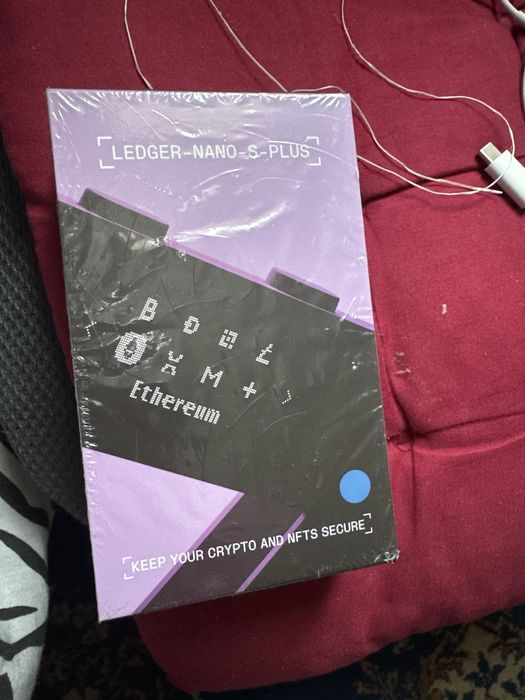 LEDGER-NANO-S-PLUS
M
Ethereum
KEEP YOUR CRYPTO AND NFTS SECURE